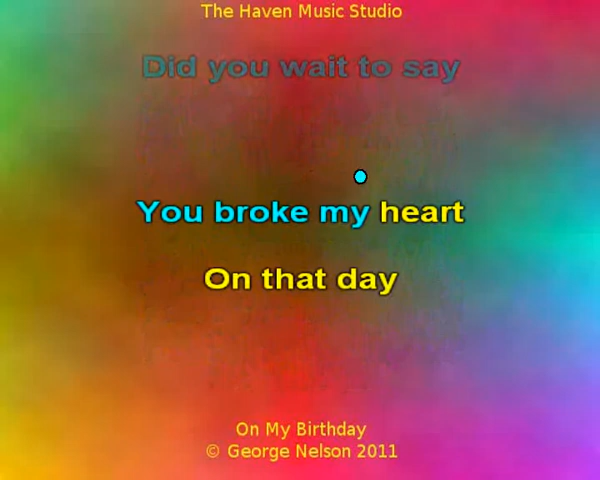 The Haven Music Studio
Did you wait to say
You broke my heart
On that day
On My Birthday
© George Nelson 2011